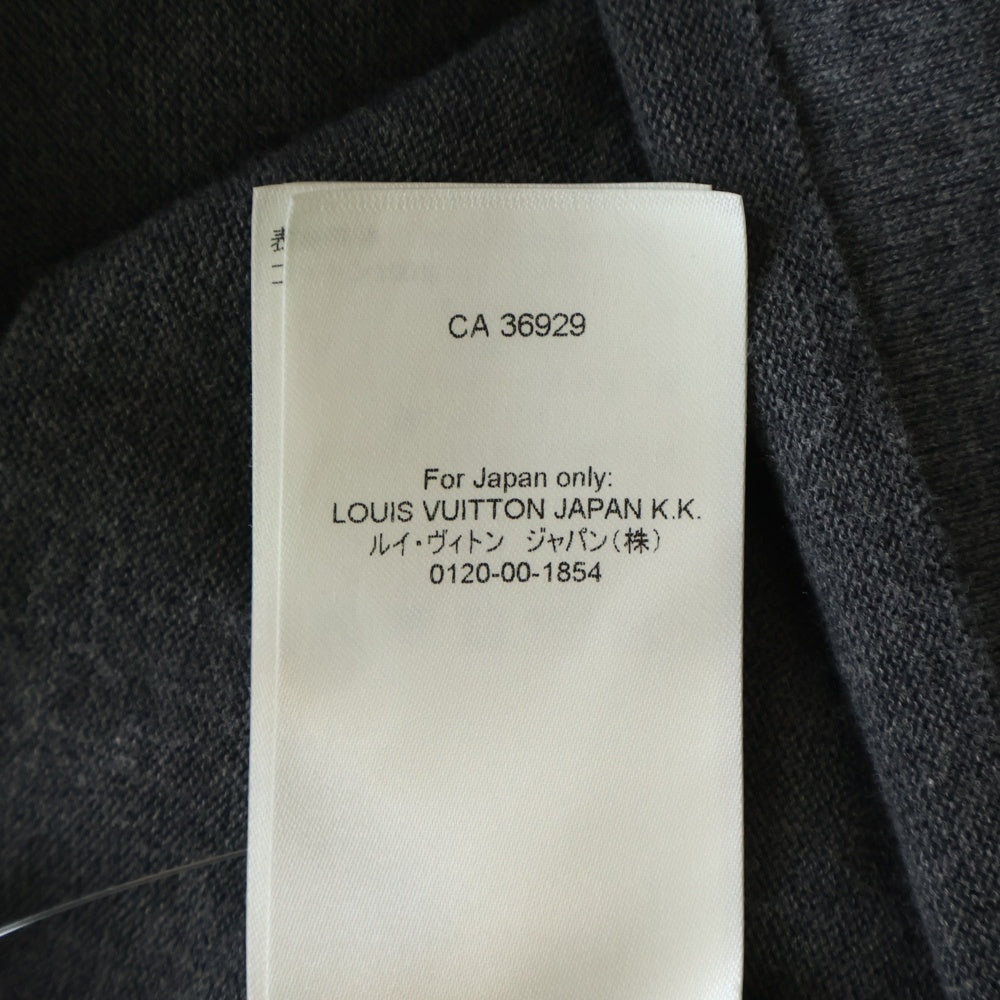 表
CA 36929
For Japan only:
LOUIS VUITTON JAPAN K.K.
ルイ・ヴィトン ジャパン(株)
0120-00-1854